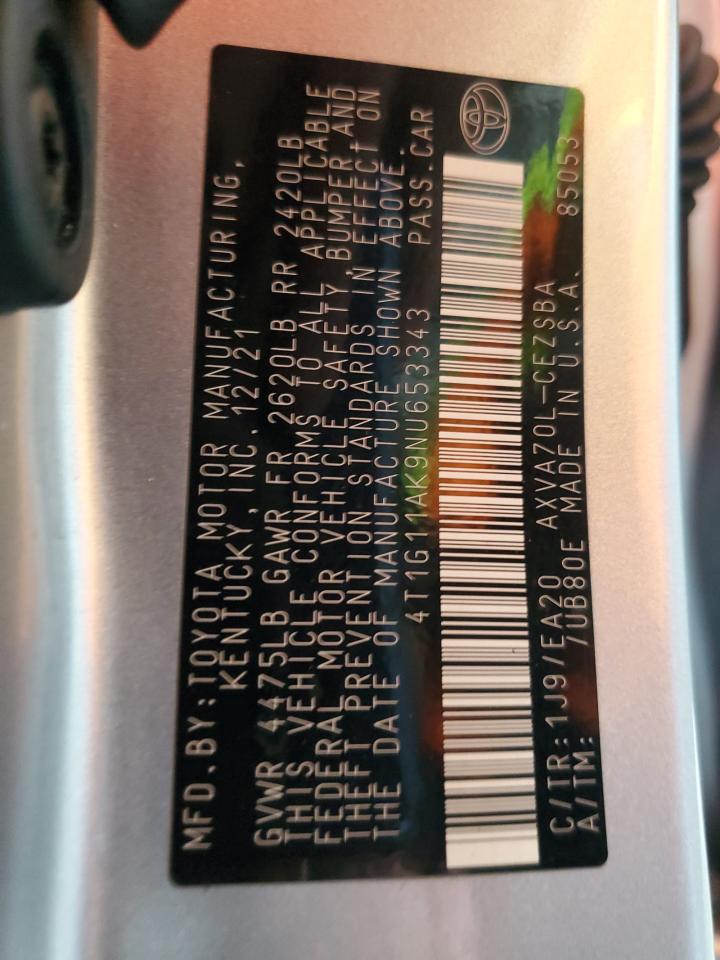 MFD.BY:TOYOTA MOTOR MANUFACTURING,
KENTUCKY,INC.12/21
GVWR 4475LB GAWR FR 2620LB RR 2420LB
THIS VEHICLE CONFORMS TO ALL APPLICABLE
FEDERAL MOTOR VEHICLE SAFETY, BUMPER,AND
THEFT PREVENTION STANDARDS IN EFFECT ON
THE DATE OF MANUFACTURE SHOWN ABOVE.
4T1G11AK9NU653343 PASS.CAR
C/TR:1J9/EA20 AXVA70L-CEZSBA 85053
A/TM: /UB80E MADE IN U.S.A.